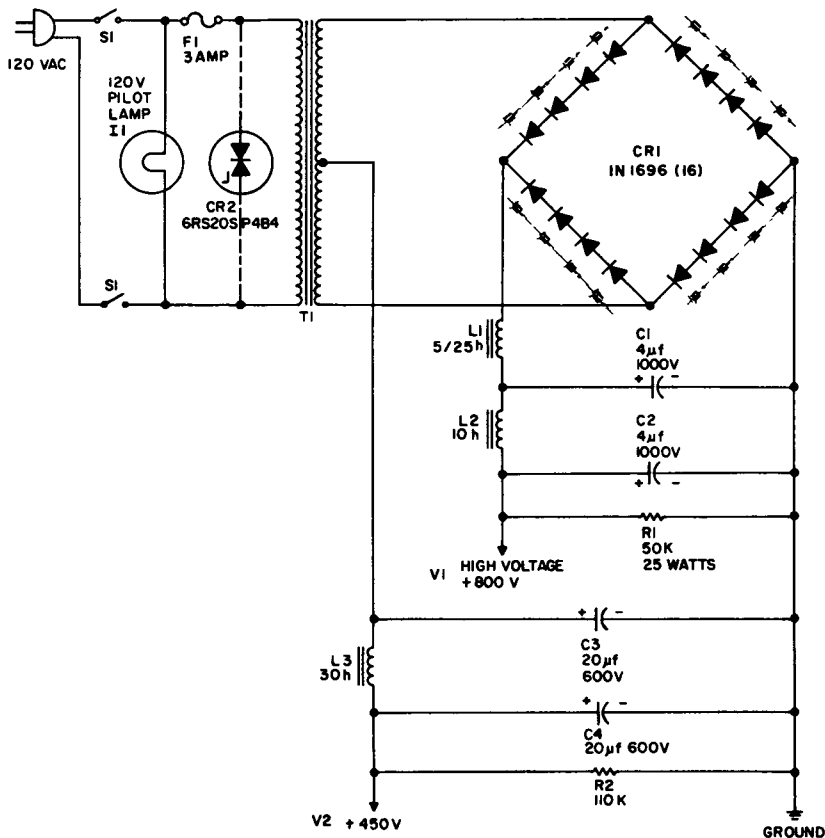 S1
120 VAC
F1
3 AMP
120V
PILOT
LAMP
I1
CR2
6RS20SP4B4
S1
T1
CR1
1N1696 (16)
L1
5/25h
C1
4µf
1000V
+ -
L2
10h
C2
4µf
1000V
+ -
R1
50K
25 WATTS
V1 HIGH VOLTAGE
+800 V
+ -
C3
20µf
600V
L3
30h
+ -
C4
20µf 600V
R2
110K
V2 +450V
GROUND